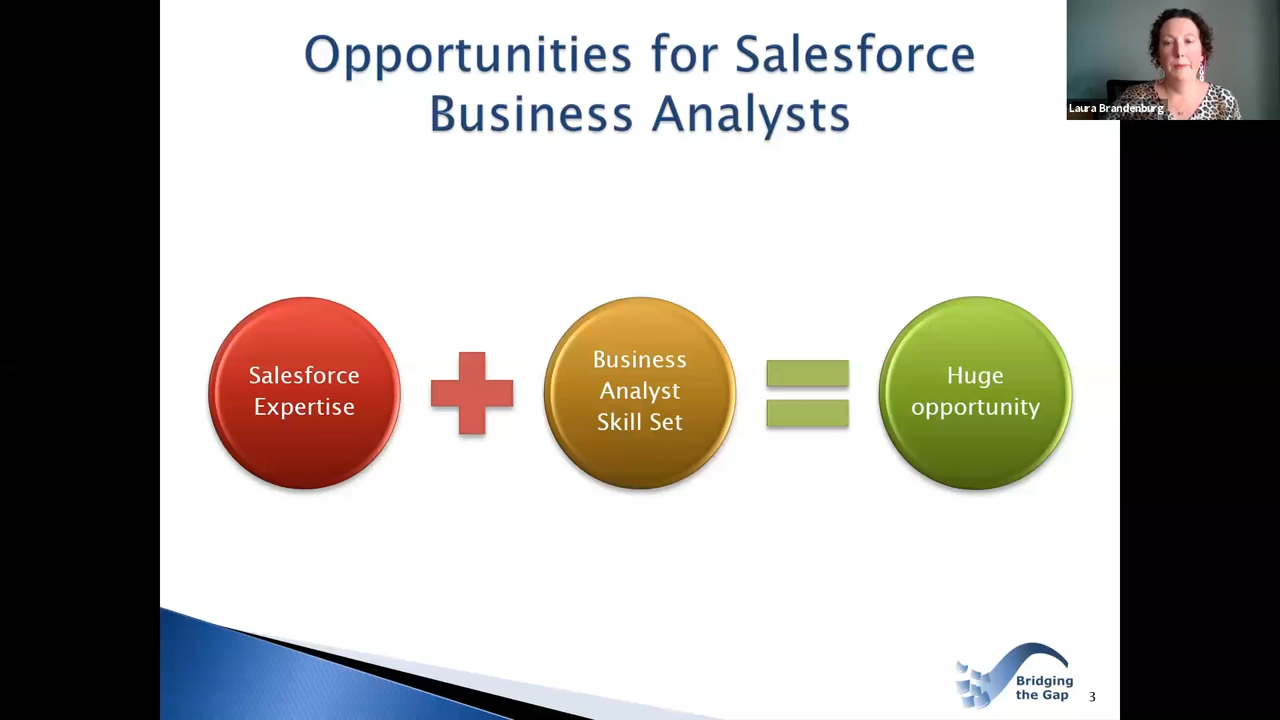 Opportunities for Salesforce
Business Analysts
Laura Brandenburg
Salesforce
Expertise
Business
Analyst
Skill Set
Huge
opportunity
Bridging
the Gap
3